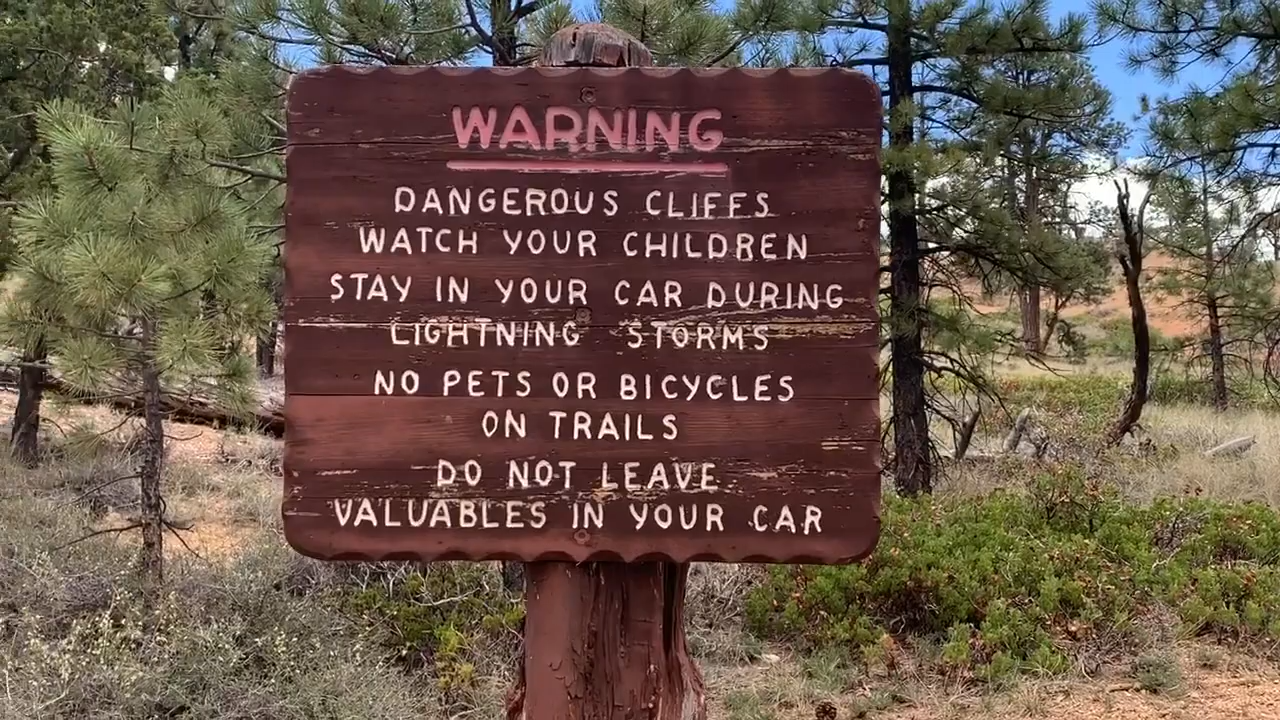 WARNING
DANGEROUS CLIFFS
WATCH YOUR CHILDREN
STAY IN YOUR CAR DURING
LIGHTNING STORMS
NO PETS OR BICYCLES
ON TRAILS
DO NOT LEAVE
VALUABLES IN YOUR CAR